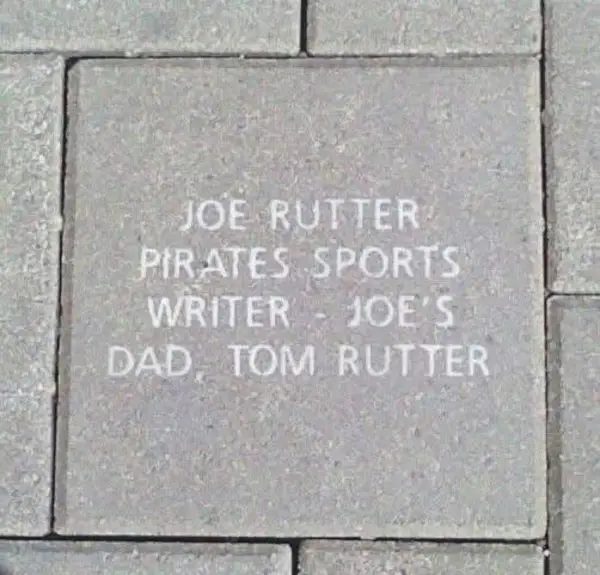 JOE RUTTER
PIRATES SPORTS
WRITER - JOE'S
DAD, TOM RUTTER